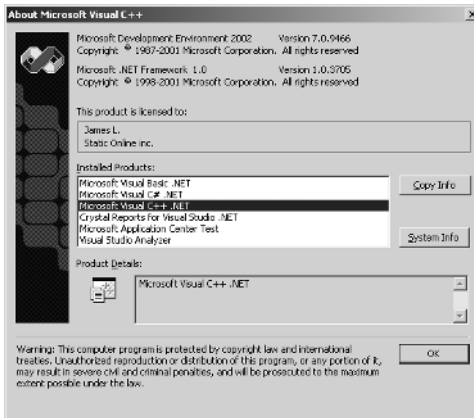 About Microsoft Visual C++
Microsoft Development Environment 2002 Version 7.0.9466
Copyright © 1987-2001 Microsoft Corporation. All rights reserved
Microsoft .NET Framework 1.0 Version 1.0.3705
Copyright © 1998-2001 Microsoft Corporation. All rights reserved
This product is licensed to:
James L.
Static Online inc.
Installed Products:
Microsoft Visual Basic .NET
Microsoft Visual C# .NET
Microsoft Visual C++ .NET
Crystal Reports for Visual Studio .NET
Microsoft Application Center Test
Visual Studio Analyzer
Copy Info
System Info
Product Details:
Microsoft Visual C++ .NET
Warning: This computer program is protected by copyright law and international
treaties. Unauthorized reproduction or distribution of this program, or any portion of it,
may result in severe civil and criminal penalties, and will be prosecuted to the maximum
extent possible under the law.
OK